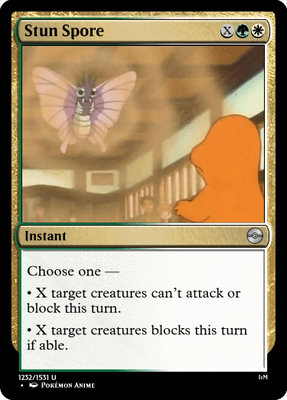 Stun Spore X
Instant
Choose one —
• X target creatures can't attack or
block this turn.
• X target creatures blocks this turn
if able.
1232/1531 U
IzM
• Pokémon Anime